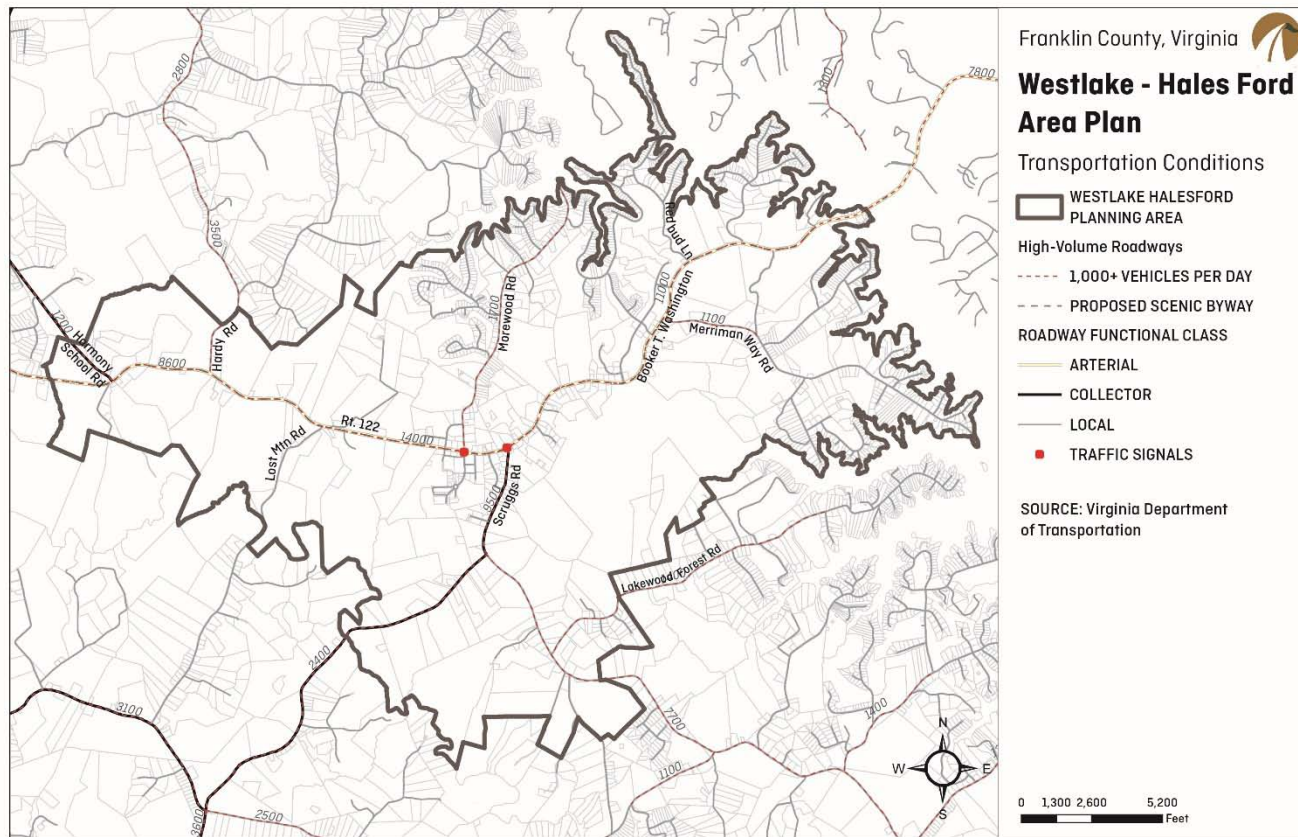 Franklin County, Virginia
Westlake - Hales Ford
Area Plan
Transportation Conditions
WESTLAKE HALESFORD
PLANNING AREA
High-Volume Roadways
1,000+ VEHICLES PER DAY
PROPOSED SCENIC BYWAY
ROADWAY FUNCTIONAL CLASS
ARTERIAL
COLLECTOR
LOCAL
TRAFFIC SIGNALS
SOURCE: Virginia Department
of Transportation
N
W
E
S
0 1,300 2,600 5,200
Feet
2800
7800
3500
Red bud Ln
1200
Harmony
School Rd
8600
Hardy Rd
1700
Morewood Rd
11000
Booker T. Washington
1100
Merriman Way Rd
Lost Mtn Rd
Rt. 122
14000
8500
Scruggs Rd
Lakewood Forest Rd
2400
3100
7700
1400
1100
2500
3600